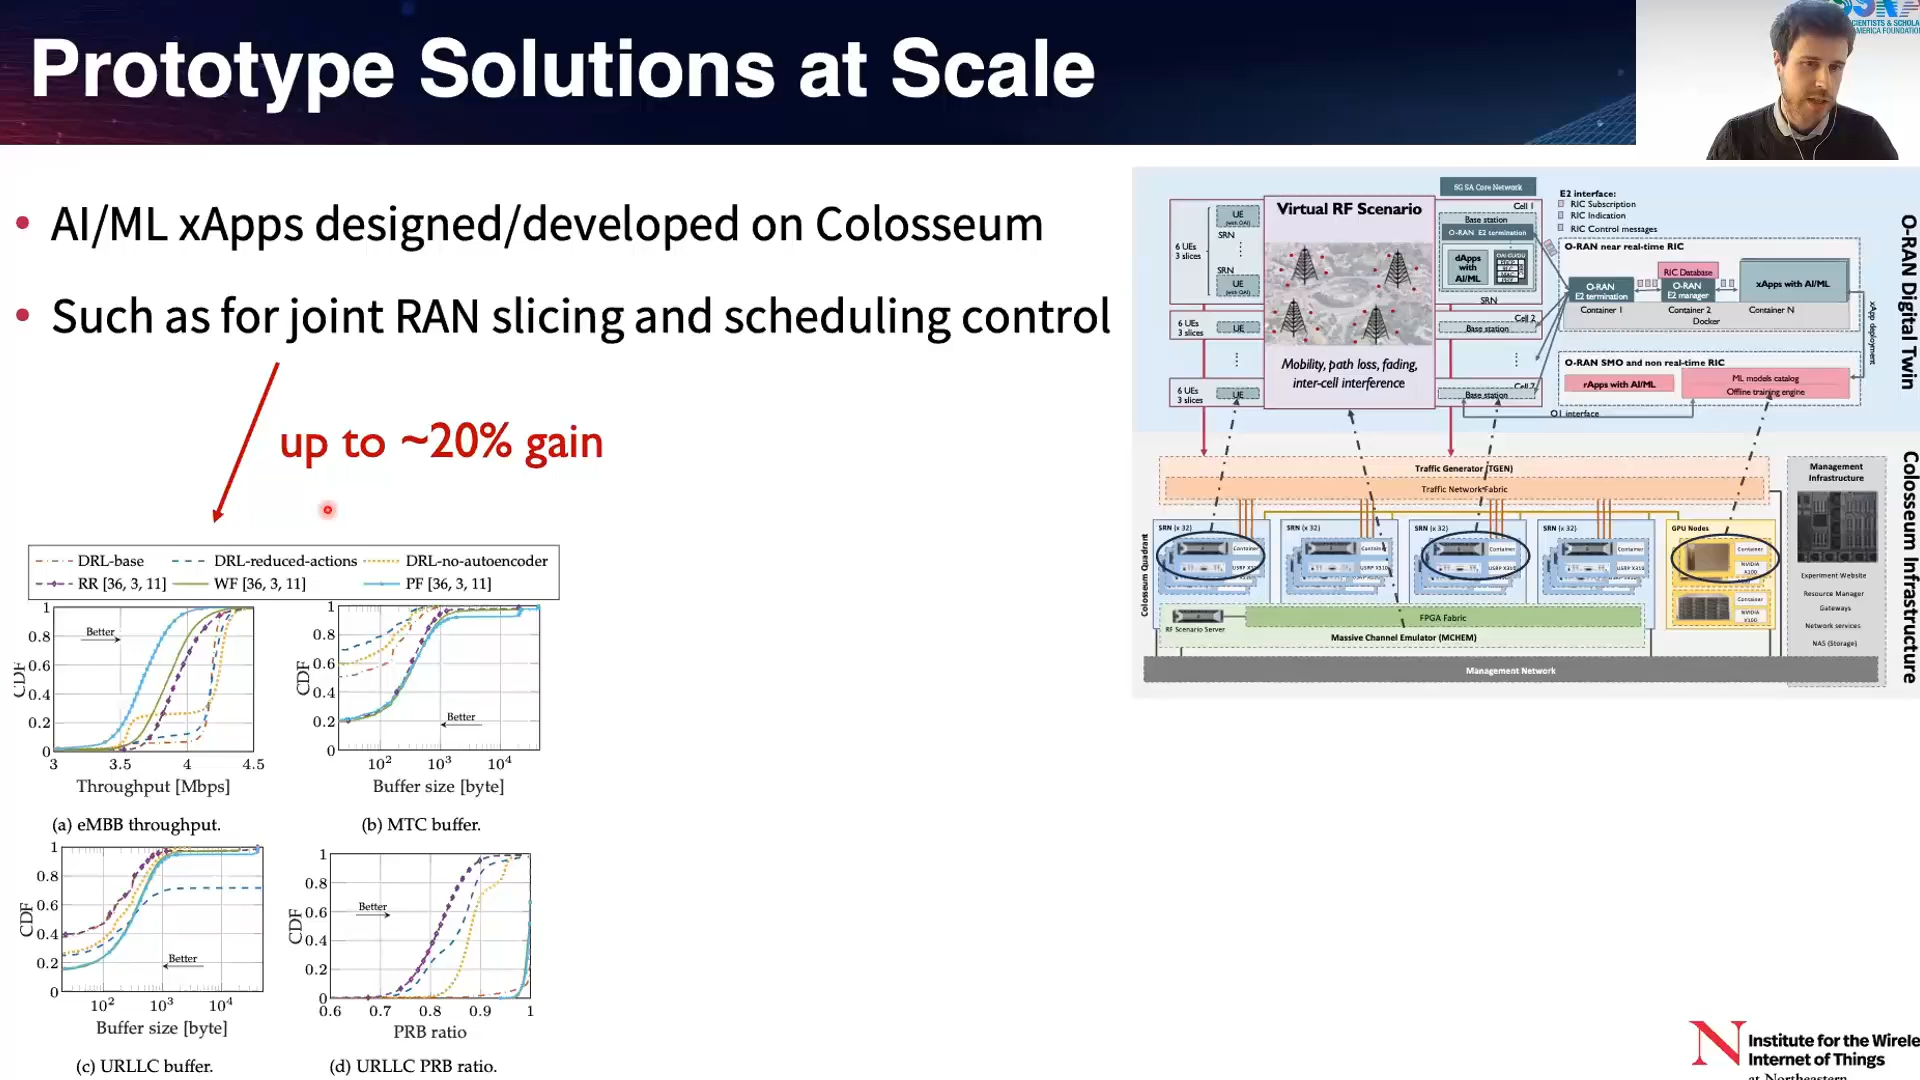 Prototype Solutions at Scale
CIENTISTS & SCHOLA
MERICA FOUNDATION
• AI/ML xApps designed/developed on Colosseum
• Such as for joint RAN slicing and scheduling control
up to ~20% gain
DRL-base DRL-reduced-actions DRL-no-autoencoder
RR [36, 3, 11] WF [36, 3, 11] PF [36, 3, 11]
1
0.8
0.6
0.4
0.2
0
CDF
Better
3 3.5 4 4.5
Throughput [Mbps]
(a) eMBB throughput.
1
0.8
0.6
0.4
0.2
0
CDF
Better
10² 10³ 10⁴
Buffer size [byte]
(b) MTC buffer.
1
0.8
0.6
0.4
0.2
0
CDF
Better
10² 10³ 10⁴
Buffer size [byte]
(c) URLLC buffer.
1
0.8
0.6
0.4
0.2
0
CDF
Better
0.6 0.7 0.8 0.9 1
PRB ratio
(d) URLLC PRB ratio.
5G SA Core Network
E2 interface:
RIC Subscription
RIC Indication
RIC Control messages
Virtual RF Scenario
Mobility, path loss, fading,
inter-cell interference
6 UEs
3 slices
UE
(with OAI)
SRN
SRN
UE
(with OAI)
6 UEs
3 slices
UE
6 UEs
3 slices
UE
Cell 1
Base station
O-RAN E2 termination
dApps
with
AI/ML
SRN
Cell 2
Base station
Cell 7
Base station
O-RAN near real-time RIC
RIC Database
O-RAN
E2 termination
O-RAN
E2 manager
xApps with AI/ML
Container 1 Container 2 Container N
Docker
xApp deployment
O-RAN SMO and non real-time RIC
rApps with AI/ML
ML models catalog
Offline training engine
O1 interface
O-RAN Digital Twin
Traffic Generator (TGEN)
Traffic Network Fabric
Colosseum Quadrant
SRN (x 32) SRN (x 32) SRN (x 32) SRN (x 32) GPU Nodes
Container Container Container Container Container
USRP X310 USRP X310 USRP X310 USRP X310
NVIDIA
A100
Container
NVIDIA
V100
RF Scenario Server
FPGA Fabric
Massive Channel Emulator (MCHEM)
Management Network
Management
Infrastructure
Experiment Website
Resource Manager
Gateways
Network services
NAS (Storage)
Colosseum Infrastructure
N
Institute for the Wirele
Internet of Things
at Northeastern